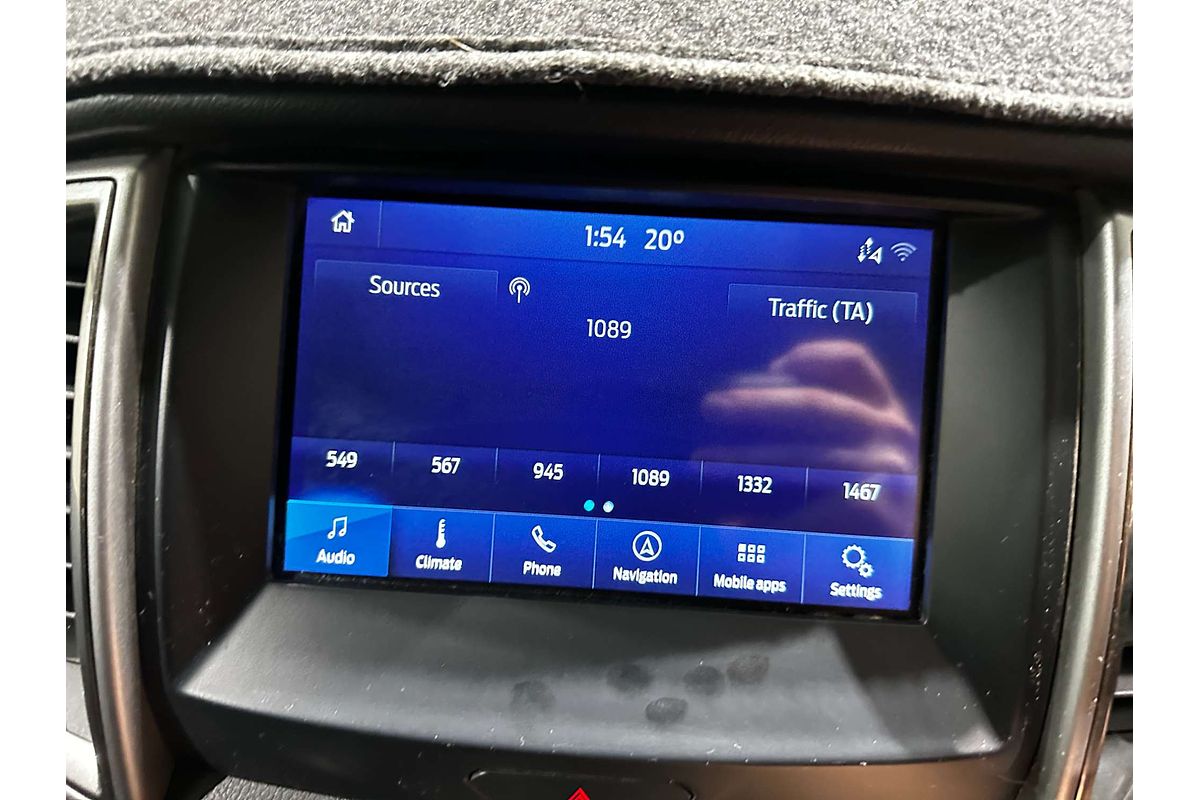 1:54 20º
Sources
Traffic (TA)
1089
549 567 945 1089 1332 1467
Audio Climate Phone Navigation Mobile apps Settings